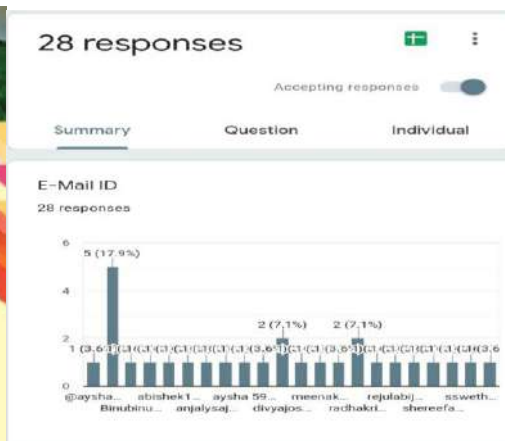 28 responses
Accepting responses
Summary Question Individual
E-Mail ID
28 responses
6
5 (17.9%)
4
2 (7.1%) 2 (7.1%)
2
0
@aysha... abishek1... aysha 59... meenak... rejulabij... ssweth...
Binubinu... anjalysaj... divyajos... radhakri... shereefa...